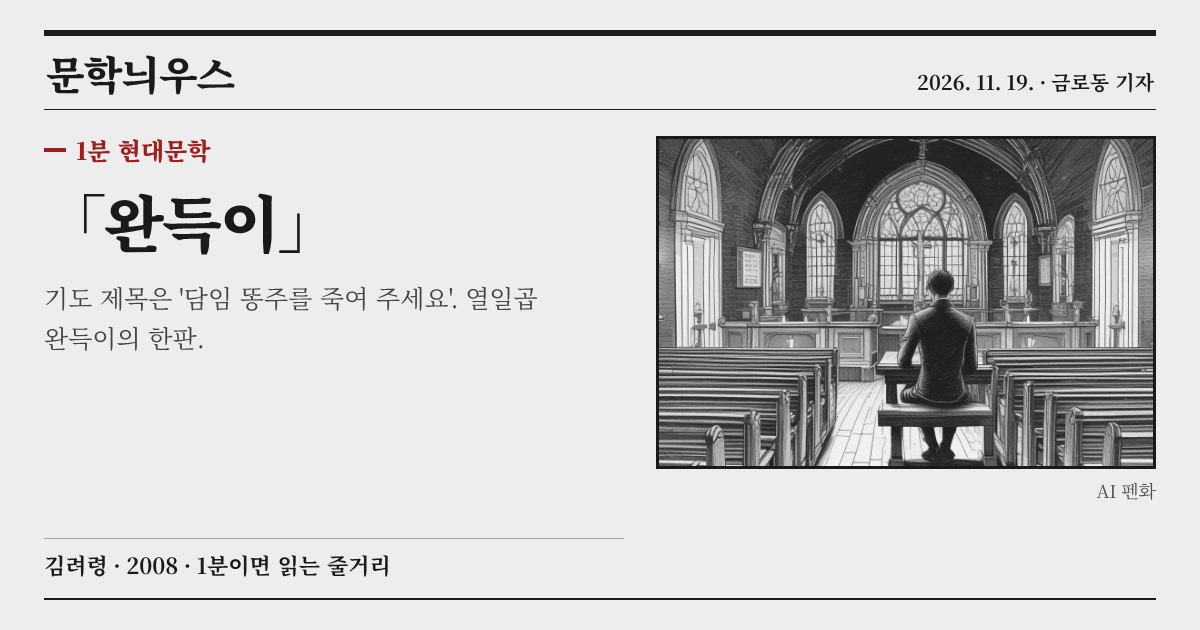 문학늬우스
2026. 11. 19. · 금로동 기자
1분 현대문학
「완득이」
기도 제목은 '담임 똥주를 죽여 주세요'. 열일곱
완득이의 한판.
AI 펜화
김려령 · 2008 · 1분이면 읽는 줄거리